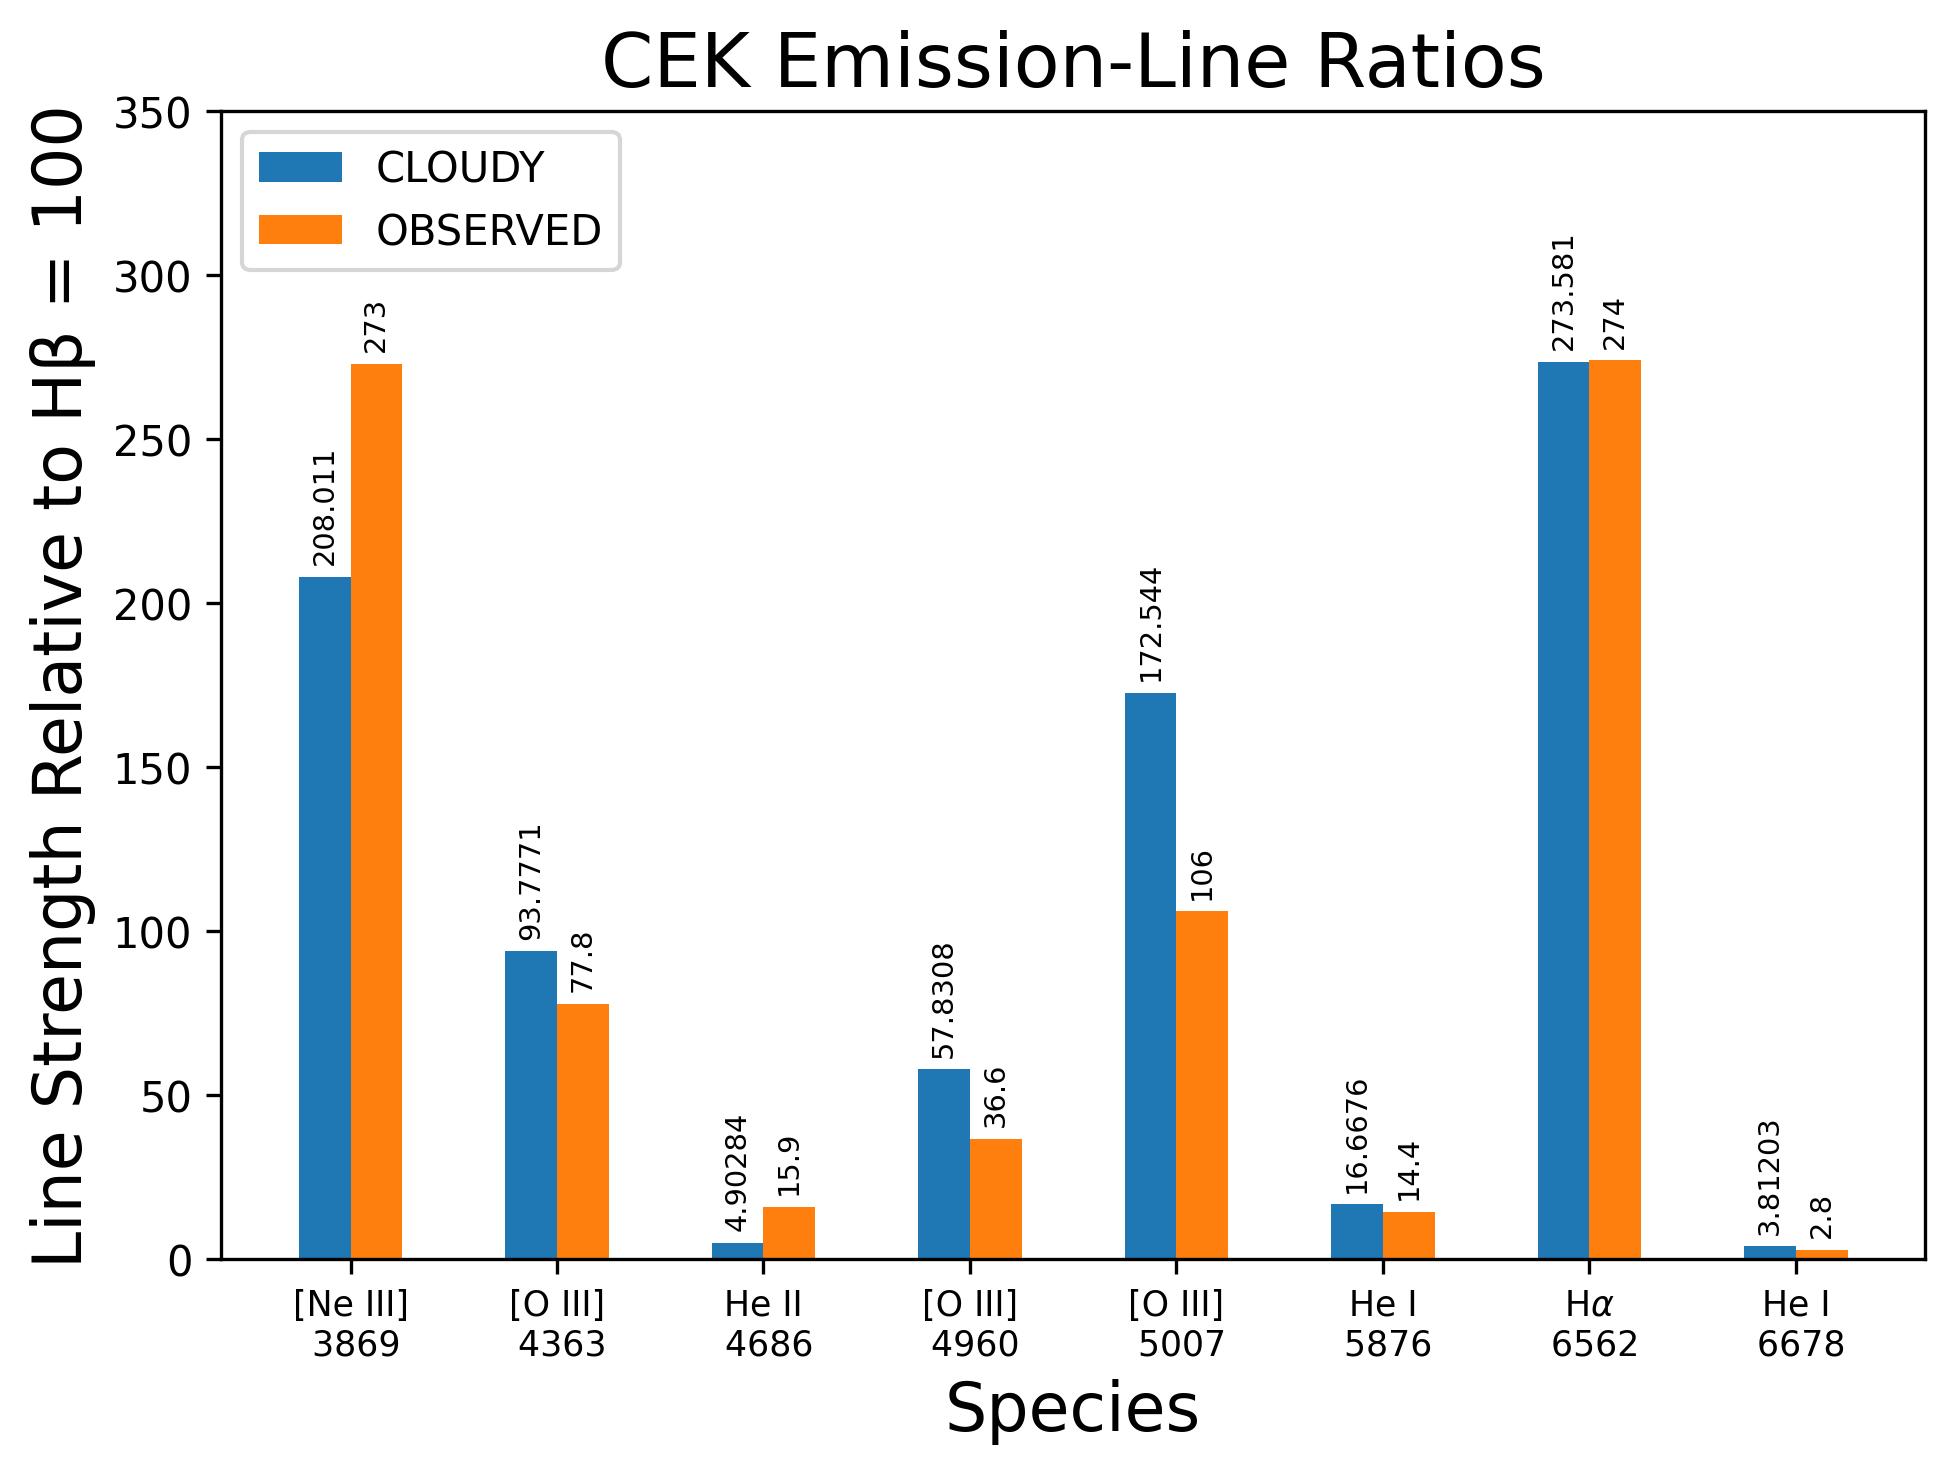 CEK Emission-Line Ratios
Line Strength Relative to Hβ = 100
350
300
250
200
150
100
50
0
CLOUDY
OBSERVED
208.011
273
93.7771
77.8
4.90284
15.9
57.8308
36.6
172.544
106
16.6676
14.4
273.581
274
3.81203
2.8
[Ne III]
3869
[O III]
4363
He II
4686
[O III]
4960
[O III]
5007
He I
5876
Hα
6562
He I
6678
Species